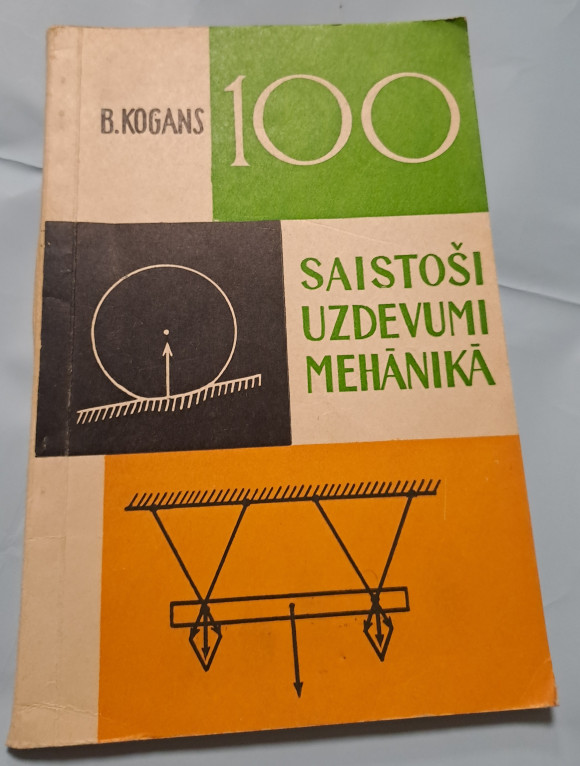 B.KOGANS
100
SAISTOŠI
UZDEVUMI
MEHĀNIKĀ